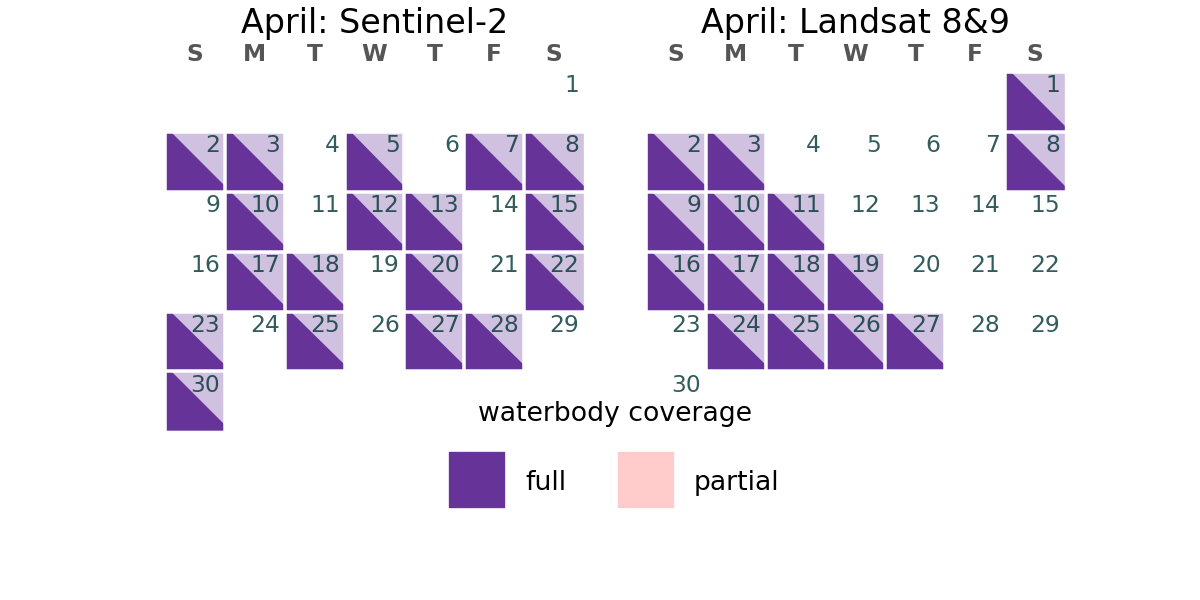 April: Sentinel-2
S M T W T F S
1
2 3 4 5 6 7 8
9 10 11 12 13 14 15
16 17 18 19 20 21 22
23 24 25 26 27 28 29
30
April: Landsat 8&9
S M T W T F S
1
2 3 4 5 6 7 8
9 10 11 12 13 14 15
16 17 18 19 20 21 22
23 24 25 26 27 28 29
30
waterbody coverage
full partial